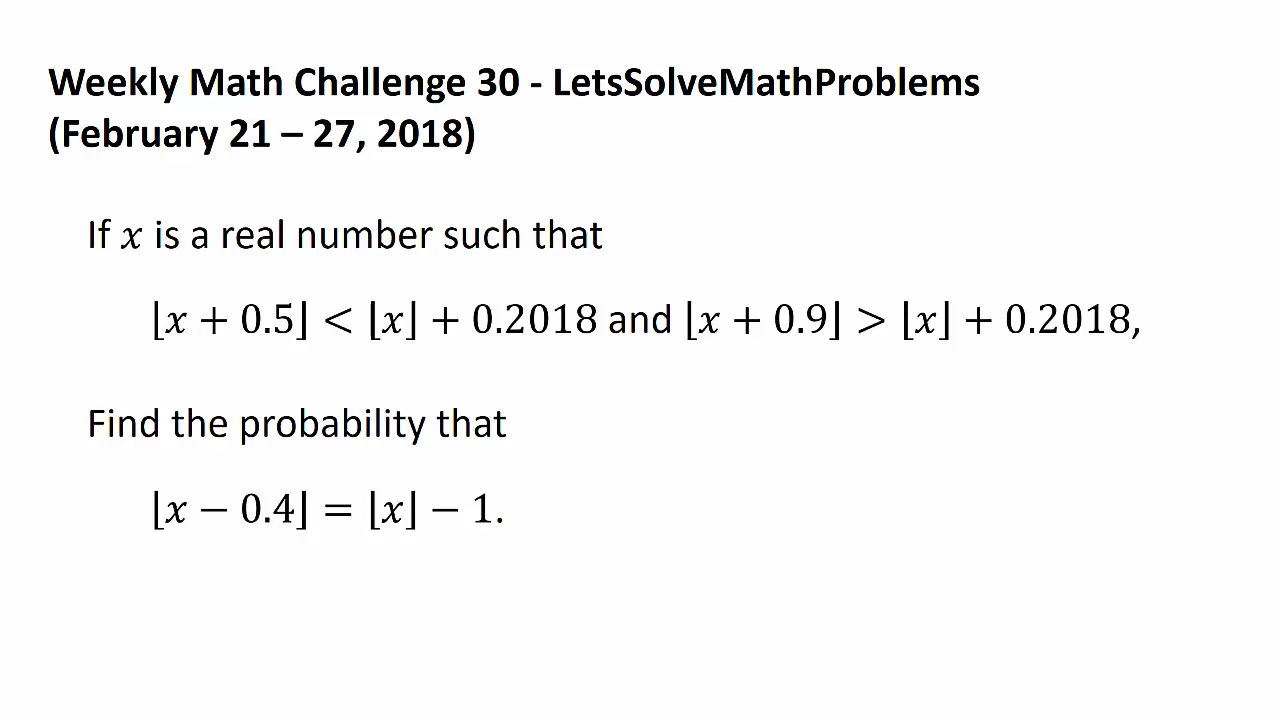 Weekly Math Challenge 30 - LetsSolveMathProblems
(February 21 – 27, 2018)
If x is a real number such that
⌊x + 0.5⌋ < ⌊x⌋ + 0.2018 and ⌊x + 0.9⌋ > ⌊x⌋ + 0.2018,
Find the probability that
⌊x − 0.4⌋ = ⌊x⌋ − 1.